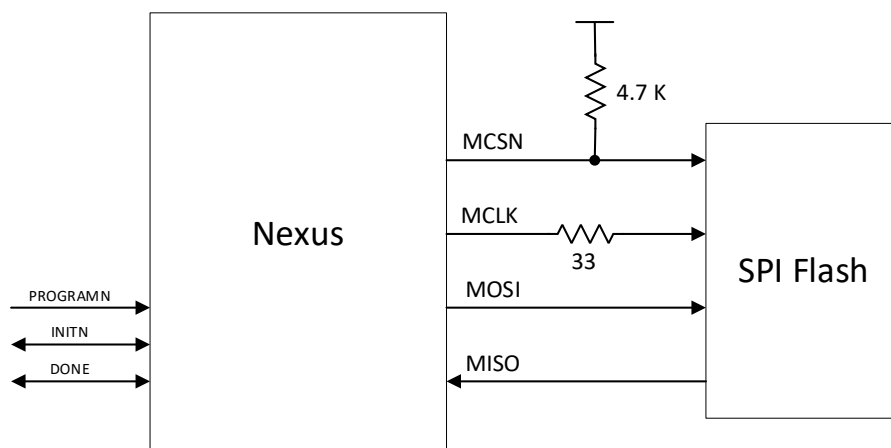 4.7 K
MCSN
MCLK
33
MOSI
MISO
Nexus
SPI Flash
PROGRAMN
INITN
DONE